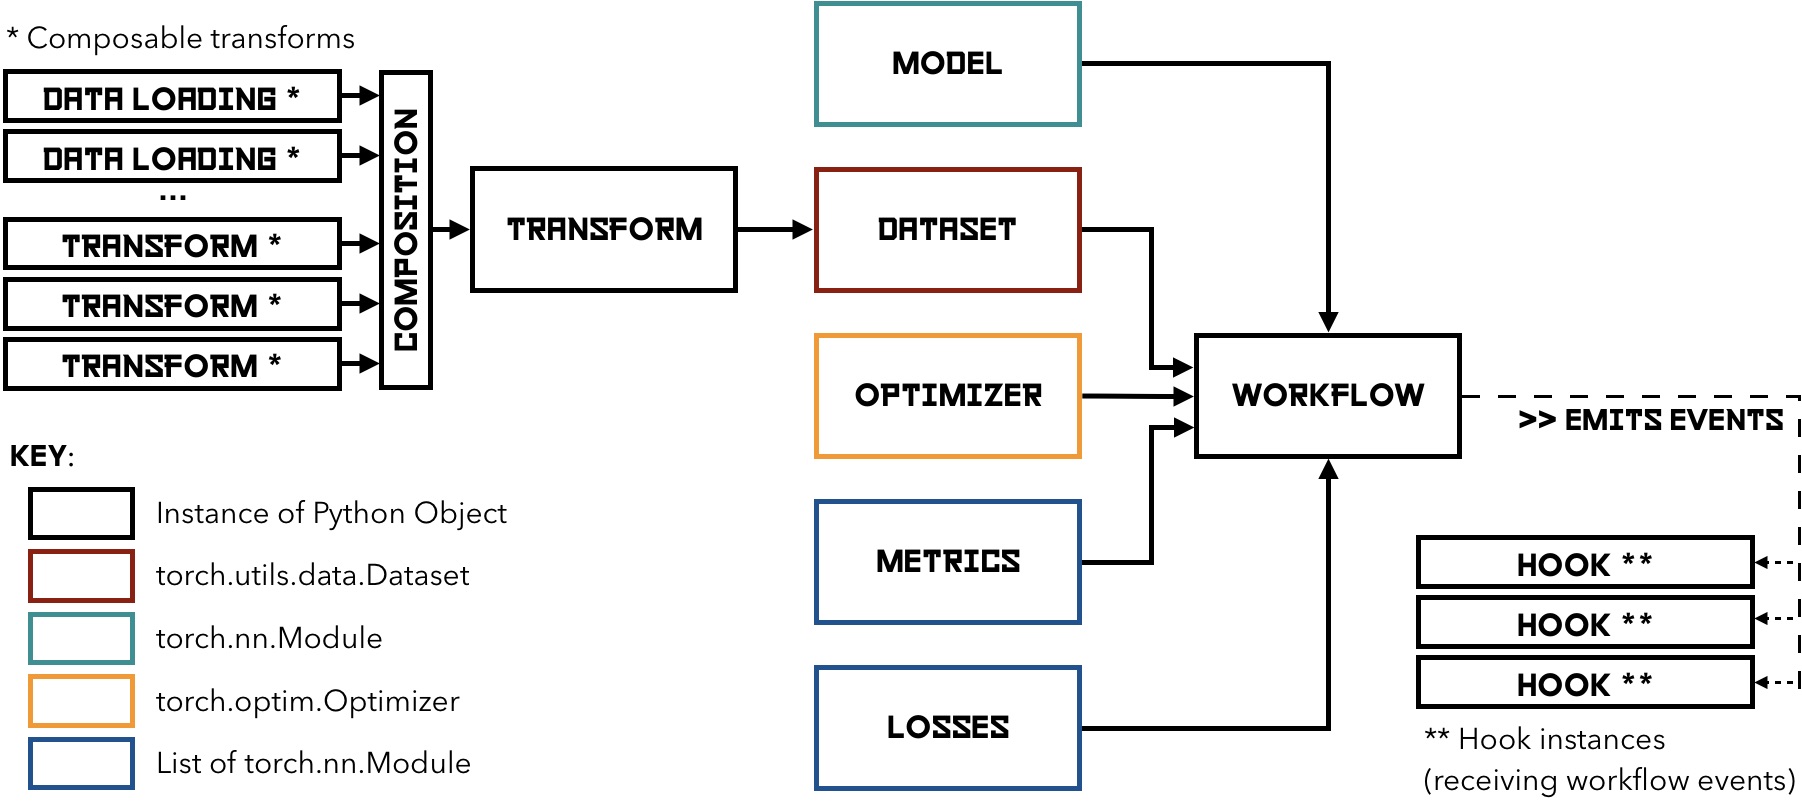 * Composable transforms
DATA LOADING *
DATA LOADING *
...
TRANSFORM *
TRANSFORM *
TRANSFORM *
COMPOSITION
TRANSFORM
MODEL
DATASET
OPTIMIZER
METRICS
LOSSES
WORKFLOW
>> EMITS EVENTS
HOOK **
HOOK **
HOOK **
** Hook instances
(receiving workflow events)
KEY:
Instance of Python Object
torch.utils.data.Dataset
torch.nn.Module
torch.optim.Optimizer
List of torch.nn.Module